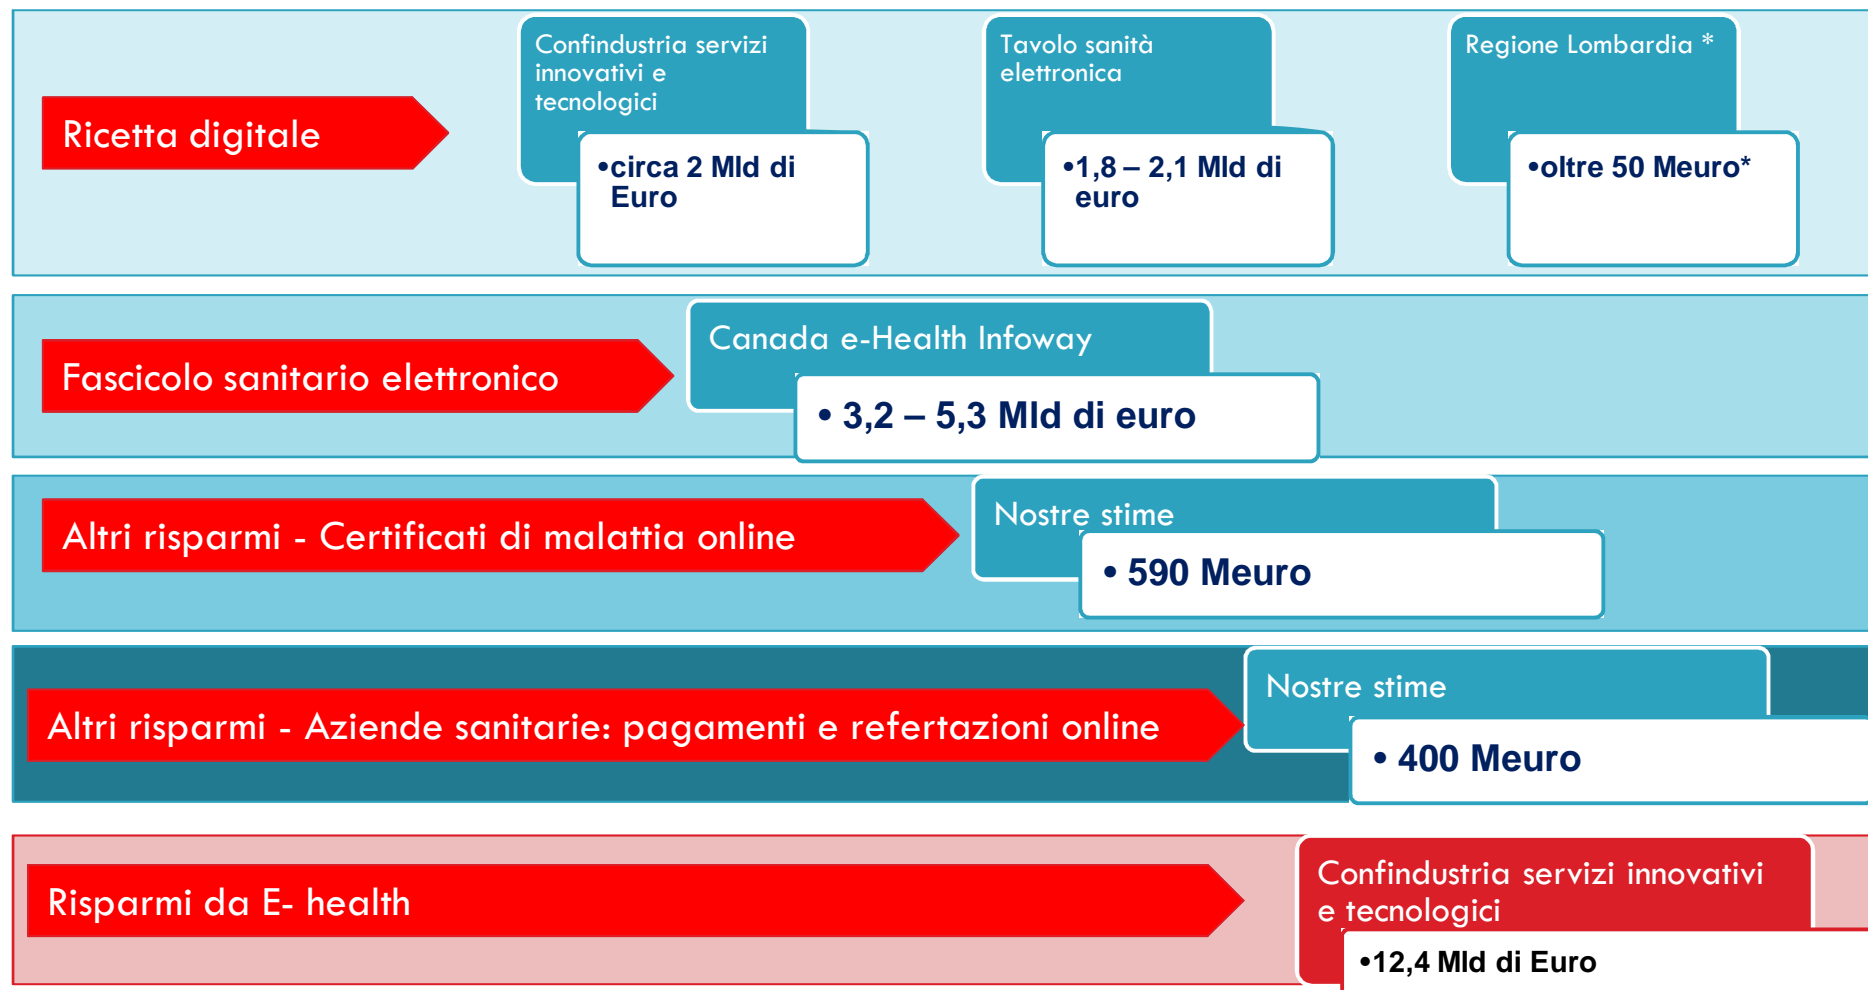 Ricetta digitale
Confindustria servizi
innovativi e
tecnologici
•circa 2 Mld di
Euro
Tavolo sanità
elettronica
•1,8 – 2,1 Mld di
euro
Regione Lombardia *
•oltre 50 Meuro*
Fascicolo sanitario elettronico
Canada e-Health Infoway
• 3,2 – 5,3 Mld di euro
Altri risparmi - Certificati di malattia online
Nostre stime
• 590 Meuro
Altri risparmi - Aziende sanitarie: pagamenti e refertazioni online
Nostre stime
• 400 Meuro
Risparmi da E- health
Confindustria servizi innovativi
e tecnologici
•12,4 Mld di Euro